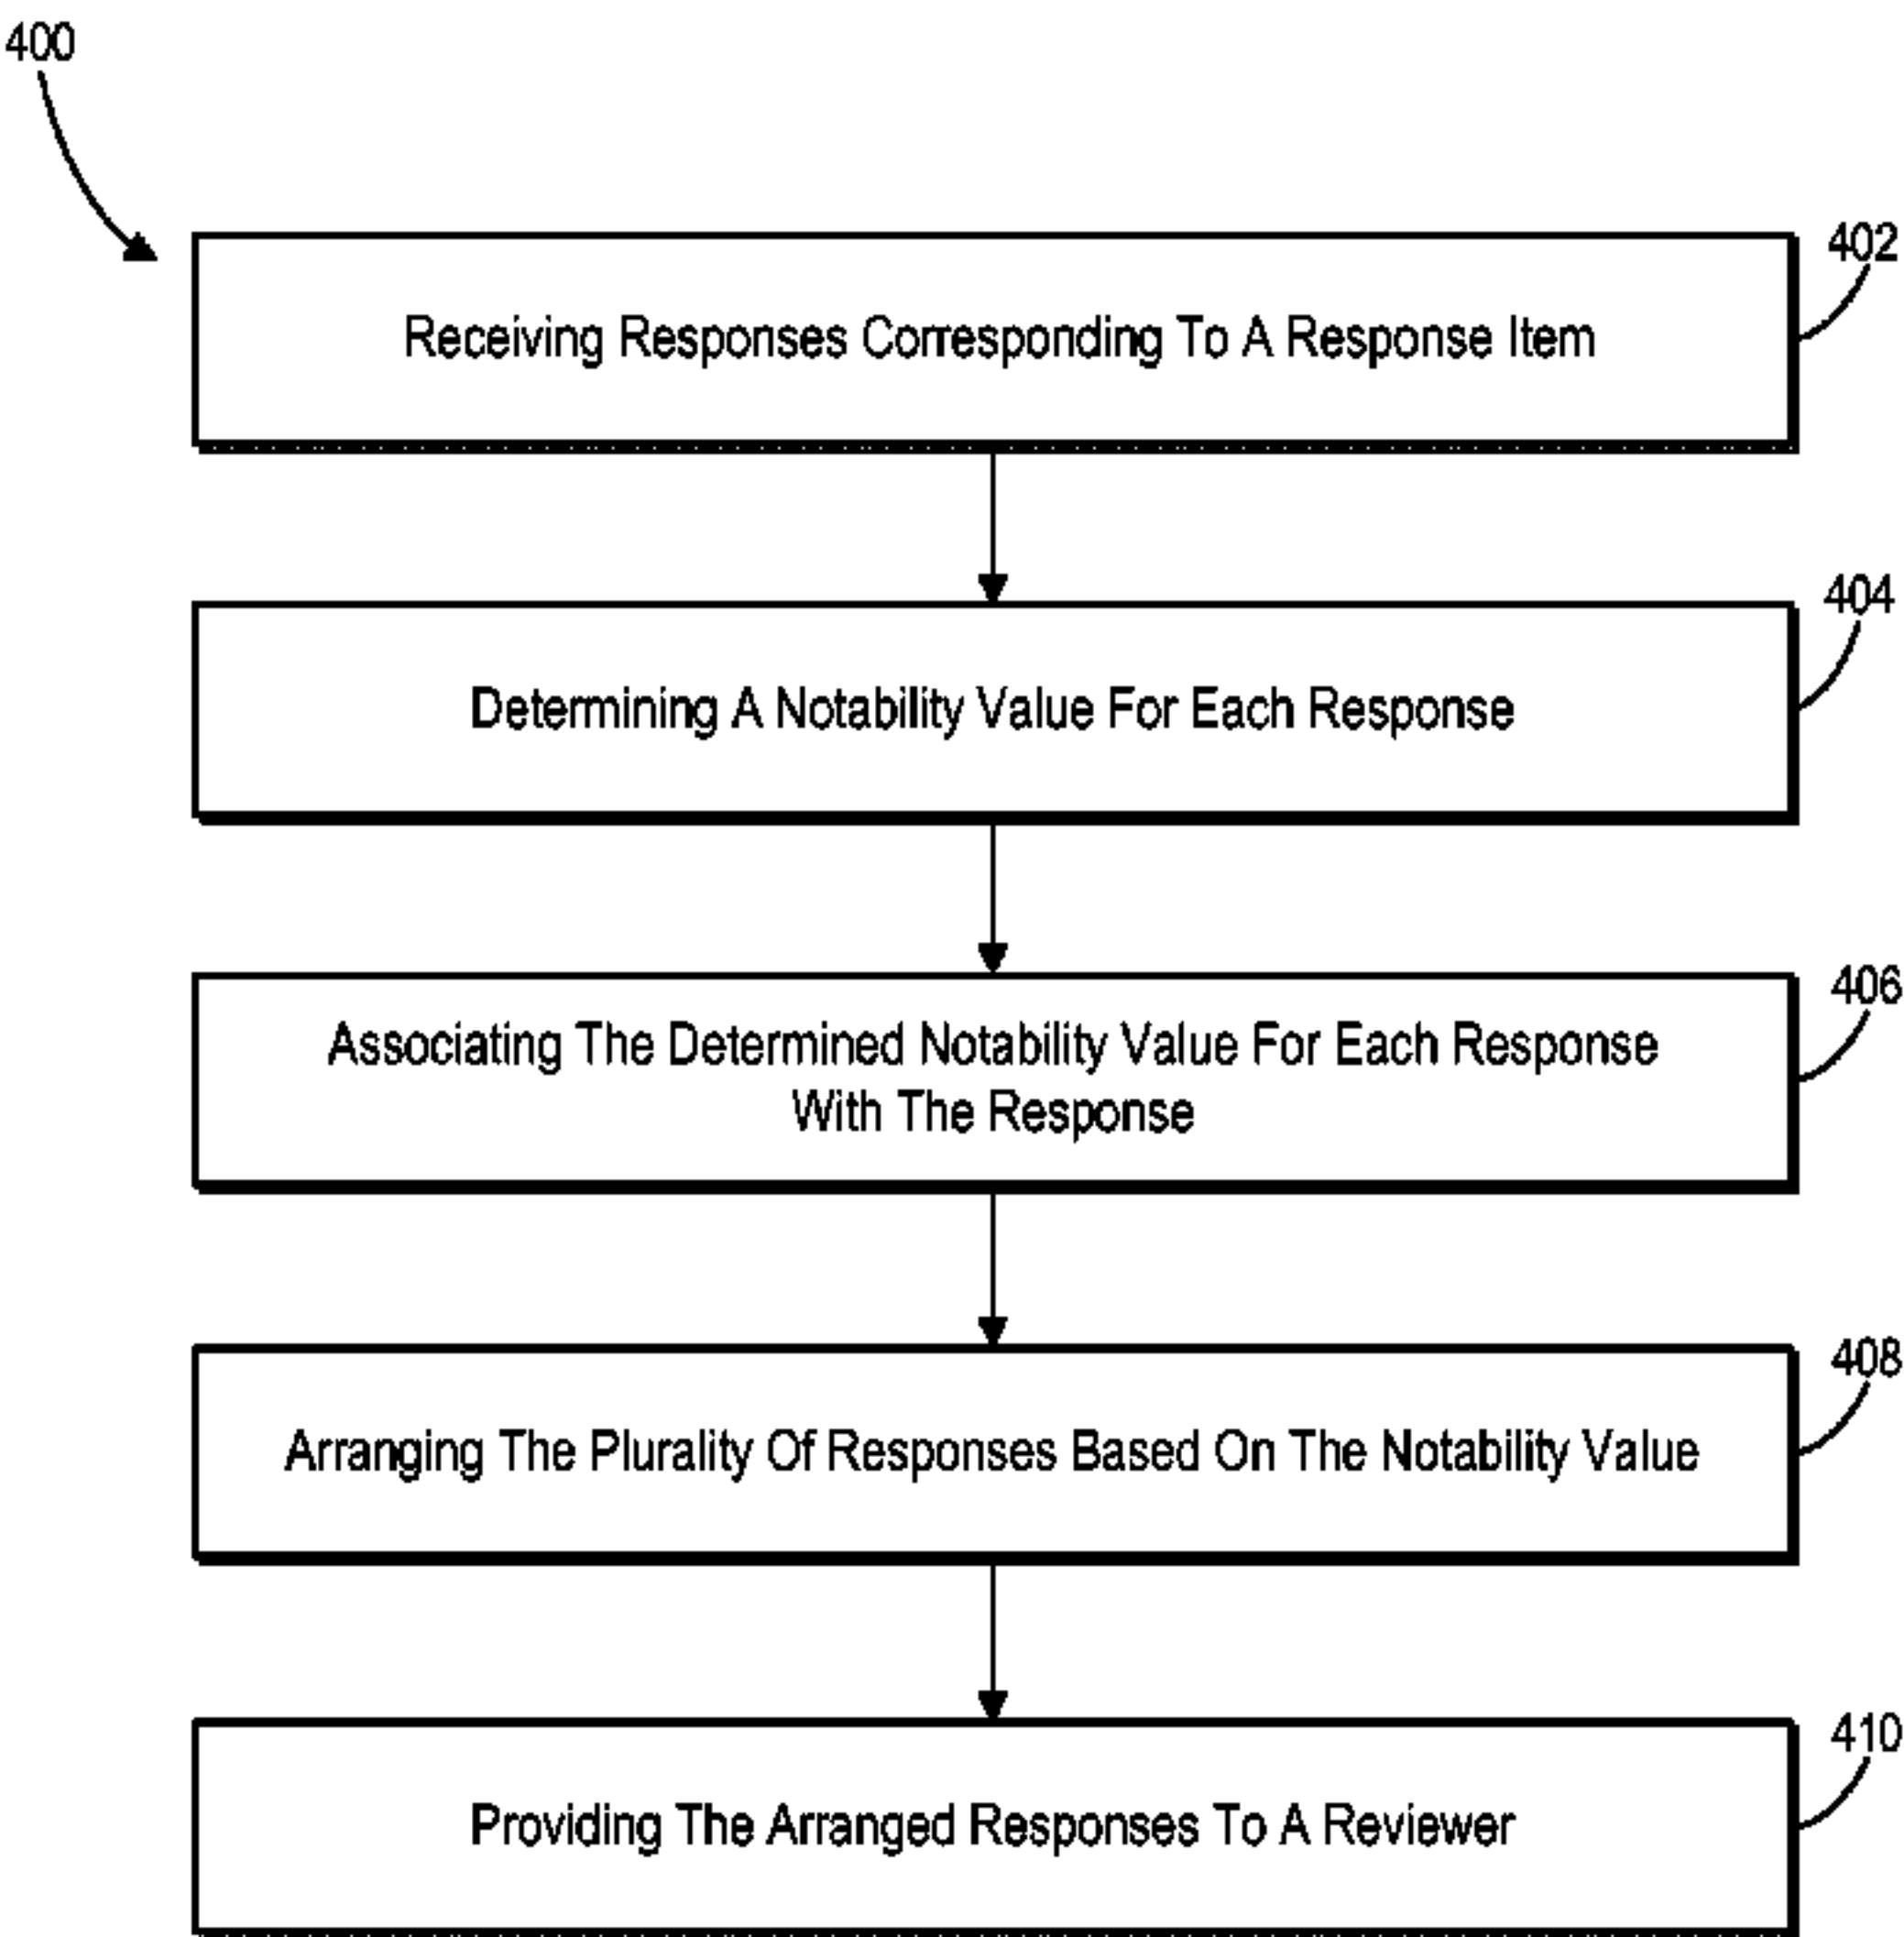 400
402
Receiving Responses Corresponding To A Response Item
404
Determining A Notability Value For Each Response
406
Associating The Determined Notability Value For Each Response
With The Response
408
Arranging The Plurality Of Responses Based On The Notability Value
410
Providing The Arranged Responses To A Reviewer